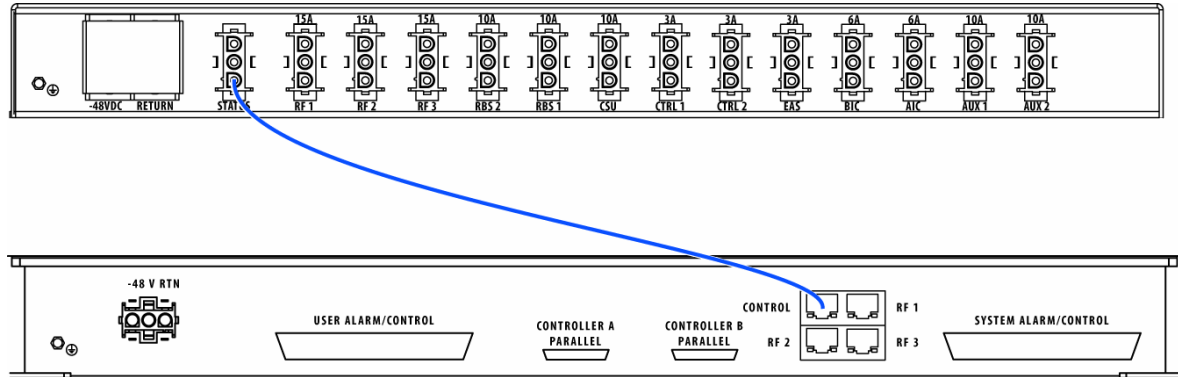 15A 15A 15A 10A 10A 10A 3A 3A 3A 6A 6A 10A 10A
-48VDC RETURN STATUS RF 1 RF 2 RF 3 RBS 2 RBS 1 CSU CTRL 1 CTRL 2 EAS BIC AIC AUX 1 AUX 2
-48 V RTN
CONTROL RF 1
USER ALARM/CONTROL CONTROLLER A CONTROLLER B SYSTEM ALARM/CONTROL
PARALLEL PARALLEL RF 2 RF 3